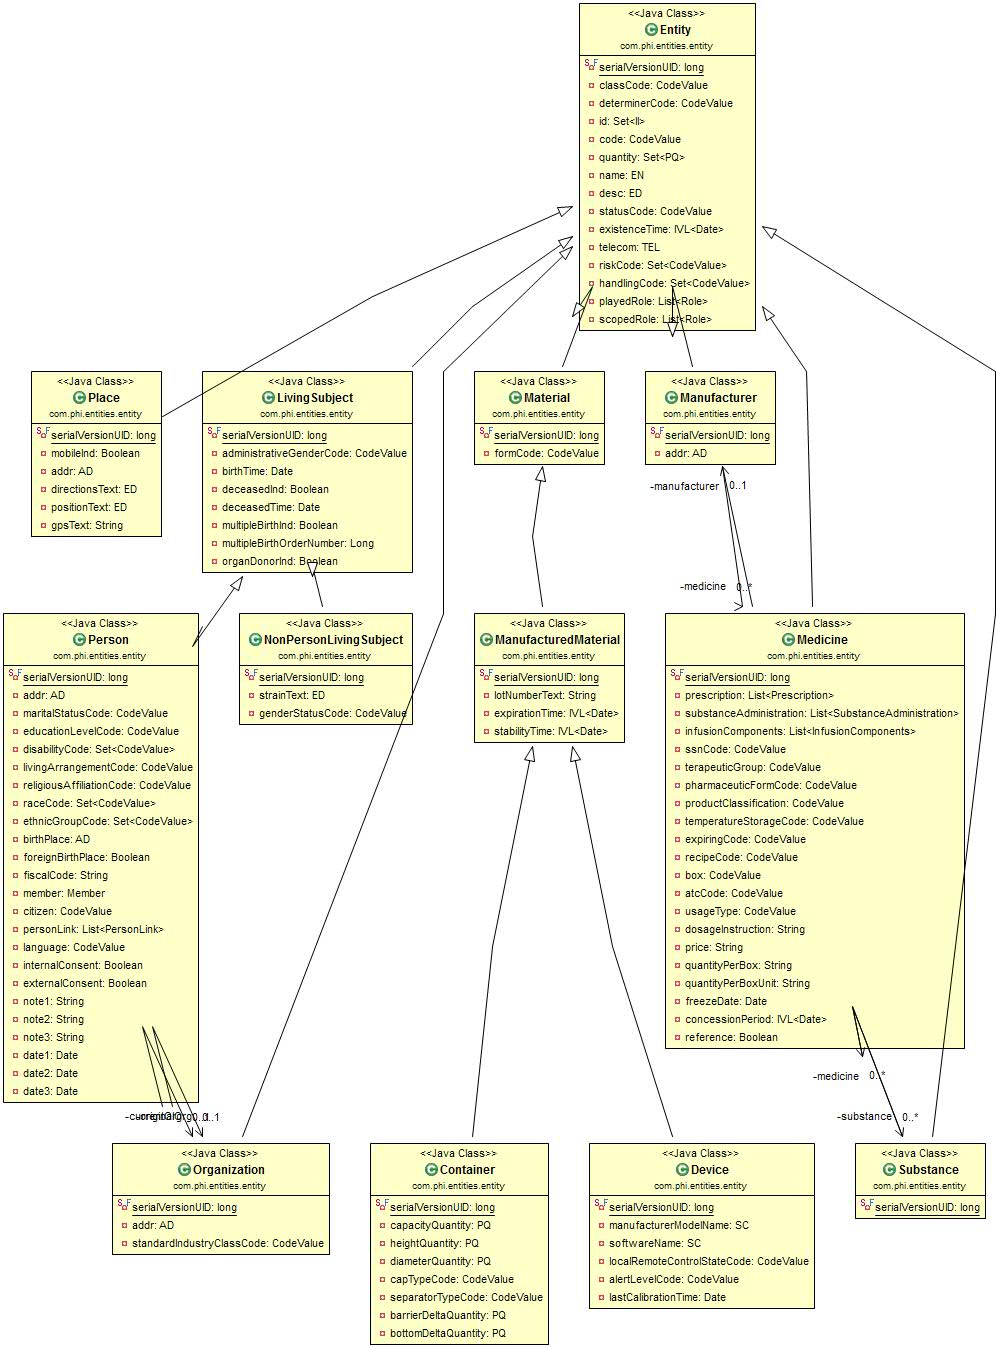 <<Java Class>>
Entity
com.phi.entities.entity
serialVersionUID: long
classCode: CodeValue
determinerCode: CodeValue
id: Set<II>
code: CodeValue
quantity: Set<PQ>
name: EN
desc: ED
statusCode: CodeValue
existenceTime: IVL<Date>
telecom: TEL
riskCode: Set<CodeValue>
handlingCode: Set<CodeValue>
playedRole: List<Role>
scopedRole: List<Role>
<<Java Class>>
Place
com.phi.entities.entity
serialVersionUID: long
mobileInd: Boolean
addr: AD
directionsText: ED
positionText: ED
gpsText: String
<<Java Class>>
LivingSubject
com.phi.entities.entity
serialVersionUID: long
administrativeGenderCode: CodeValue
birthTime: Date
deceasedInd: Boolean
deceasedTime: Date
multipleBirthInd: Boolean
multipleBirthOrderNumber: Long
organDonorInd: Boolean
<<Java Class>>
Material
com.phi.entities.entity
serialVersionUID: long
formCode: CodeValue
<<Java Class>>
Manufacturer
com.phi.entities.entity
serialVersionUID: long
addr: AD
-manufacturer 0..1
-medicine 0..*
<<Java Class>>
Person
com.phi.entities.entity
serialVersionUID: long
addr: AD
maritalStatusCode: CodeValue
educationLevelCode: CodeValue
disabilityCode: Set<CodeValue>
livingArrangementCode: CodeValue
religiousAffiliationCode: CodeValue
raceCode: Set<CodeValue>
ethnicGroupCode: Set<CodeValue>
birthPlace: AD
foreignBirthPlace: Boolean
fiscalCode: String
member: Member
citizen: CodeValue
personLink: List<PersonLink>
language: CodeValue
internalConsent: Boolean
externalConsent: Boolean
note1: String
note2: String
note3: String
date1: Date
date2: Date
date3: Date
<<Java Class>>
NonPersonLivingSubject
com.phi.entities.entity
serialVersionUID: long
strainText: ED
genderStatusCode: CodeValue
<<Java Class>>
ManufacturedMaterial
com.phi.entities.entity
serialVersionUID: long
lotNumberText: String
expirationTime: IVL<Date>
stabilityTime: IVL<Date>
<<Java Class>>
Medicine
com.phi.entities.entity
serialVersionUID: long
prescription: List<Prescription>
substanceAdministration: List<SubstanceAdministration>
infusionComponents: List<InfusionComponents>
ssnCode: CodeValue
terapeuticGroup: CodeValue
pharmaceuticFormCode: CodeValue
productClassification: CodeValue
temperatureStorageCode: CodeValue
expiringCode: CodeValue
recipeCode: CodeValue
box: CodeValue
atcCode: CodeValue
usageType: CodeValue
dosageInstruction: String
price: String
quantityPerBox: String
quantityPerBoxUnit: String
freezeDate: Date
concessionPeriod: IVL<Date>
reference: Boolean
-medicine 0..*
-substance 0..*
<<Java Class>>
Organization
com.phi.entities.entity
serialVersionUID: long
addr: AD
standardIndustryClassCode: CodeValue
<<Java Class>>
Container
com.phi.entities.entity
serialVersionUID: long
capacityQuantity: PQ
heightQuantity: PQ
diameterQuantity: PQ
capTypeCode: CodeValue
separatorTypeCode: CodeValue
barrierDeltaQuantity: PQ
bottomDeltaQuantity: PQ
<<Java Class>>
Device
com.phi.entities.entity
serialVersionUID: long
manufacturerModelName: SC
softwareName: SC
localRemoteControlStateCode: CodeValue
alertLevelCode: CodeValue
lastCalibrationTime: Date
<<Java Class>>
Substance
com.phi.entities.entity
serialVersionUID: long